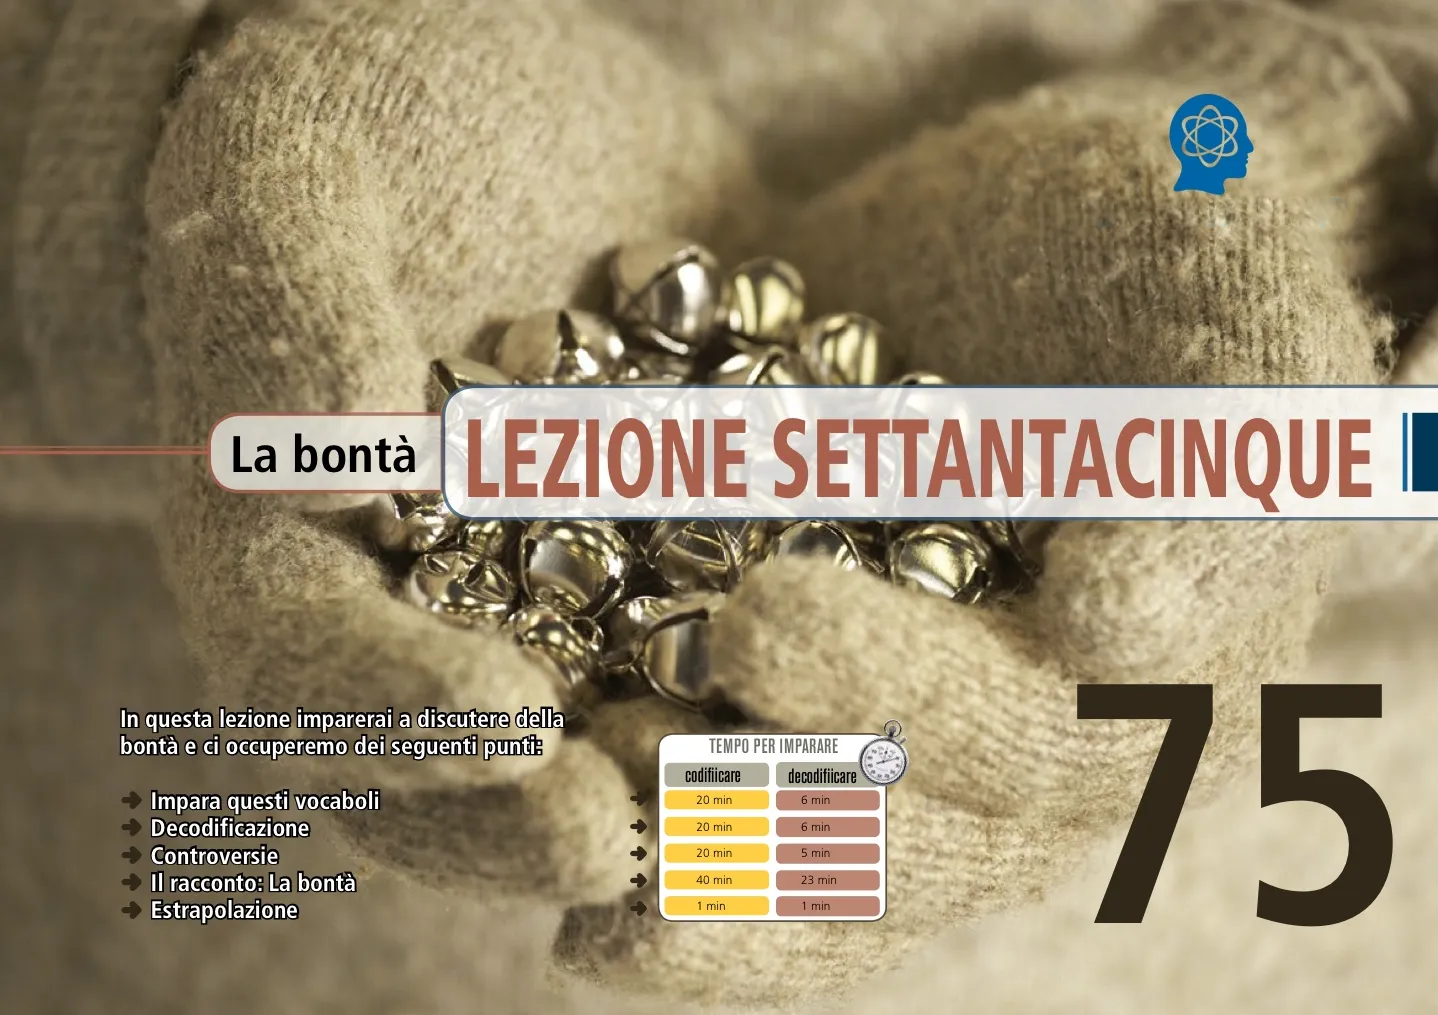 La bontà
LEZIONE SETTANTACINQUE
75
In questa lezione imparerai a discutere della
bontà e ci occuperemo dei seguenti punti:
Impara questi vocaboli
Decodificazione
Controversie
Il racconto: La bontà
Estrapolazione
TEMPO PER IMPARARE
codifiicare decodifiicare
20 min 6 min
20 min 6 min
20 min 5 min
40 min 23 min
1 min 1 min